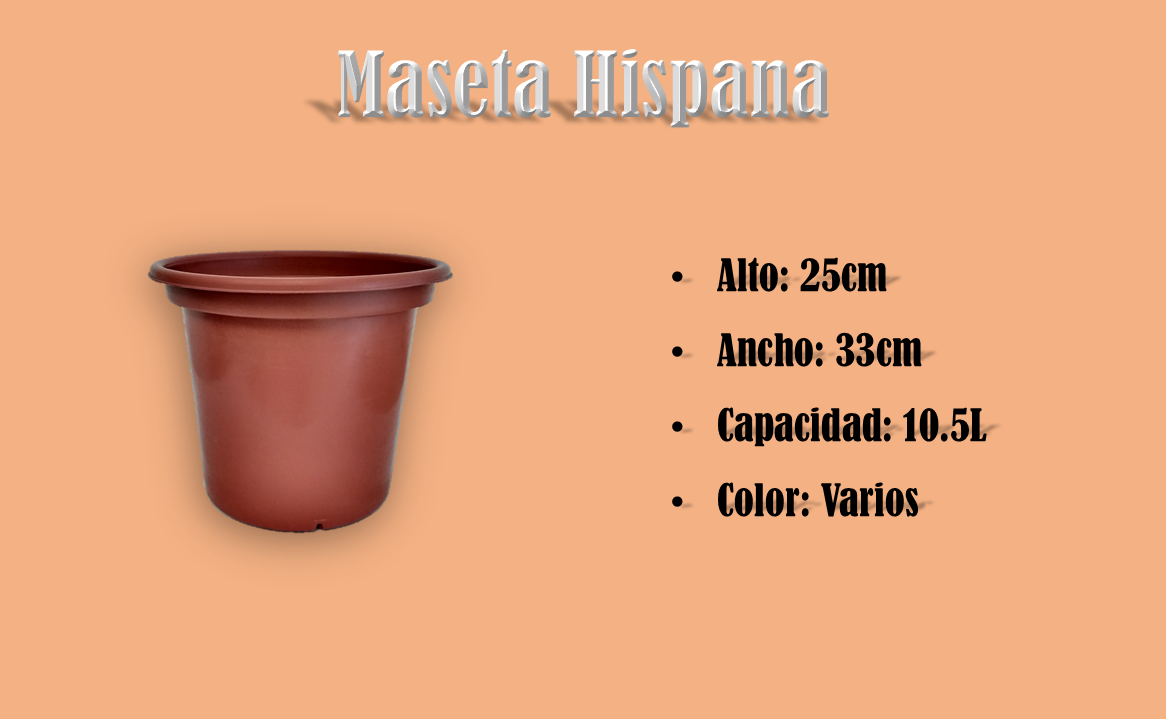 Maseta Hispana
• Alto: 25cm
• Ancho: 33cm
• Capacidad: 10.5L
• Color: Varios